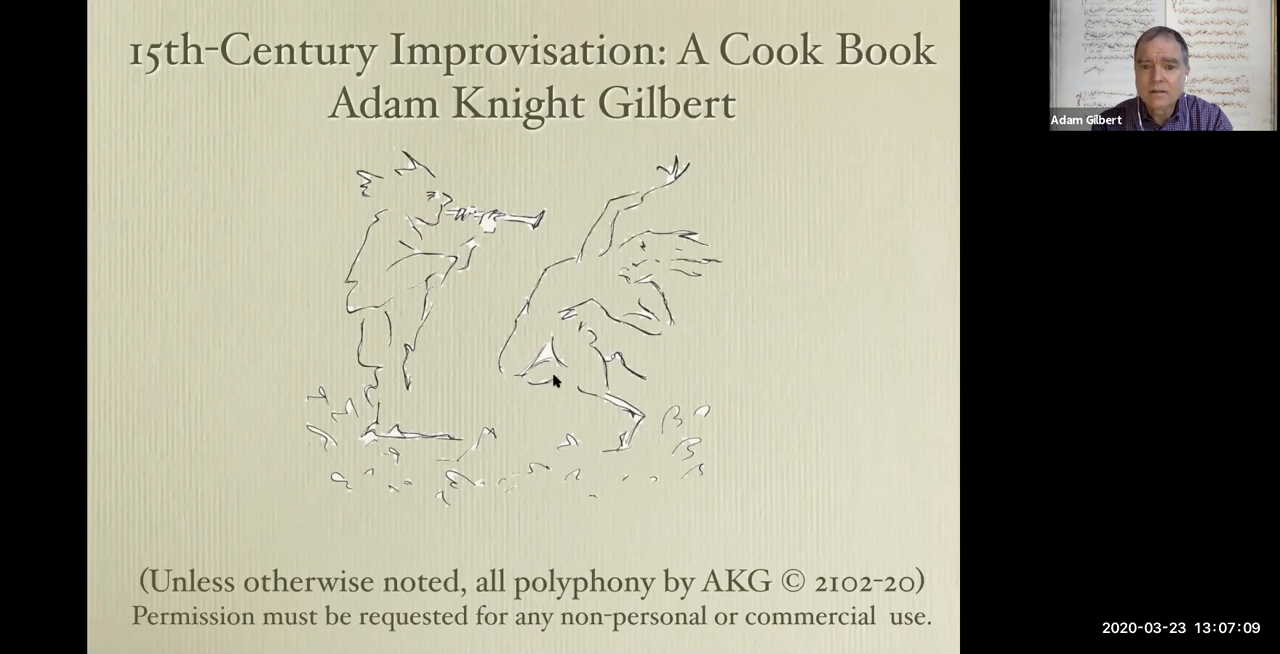 15th-Century Improvisation: A Cook Book
Adam Knight Gilbert
Adam Gilbert
(Unless otherwise noted, all polyphony by AKG © 2102-20)
Permission must be requested for any non-personal or commercial use.
2020-03-23 13:07:09